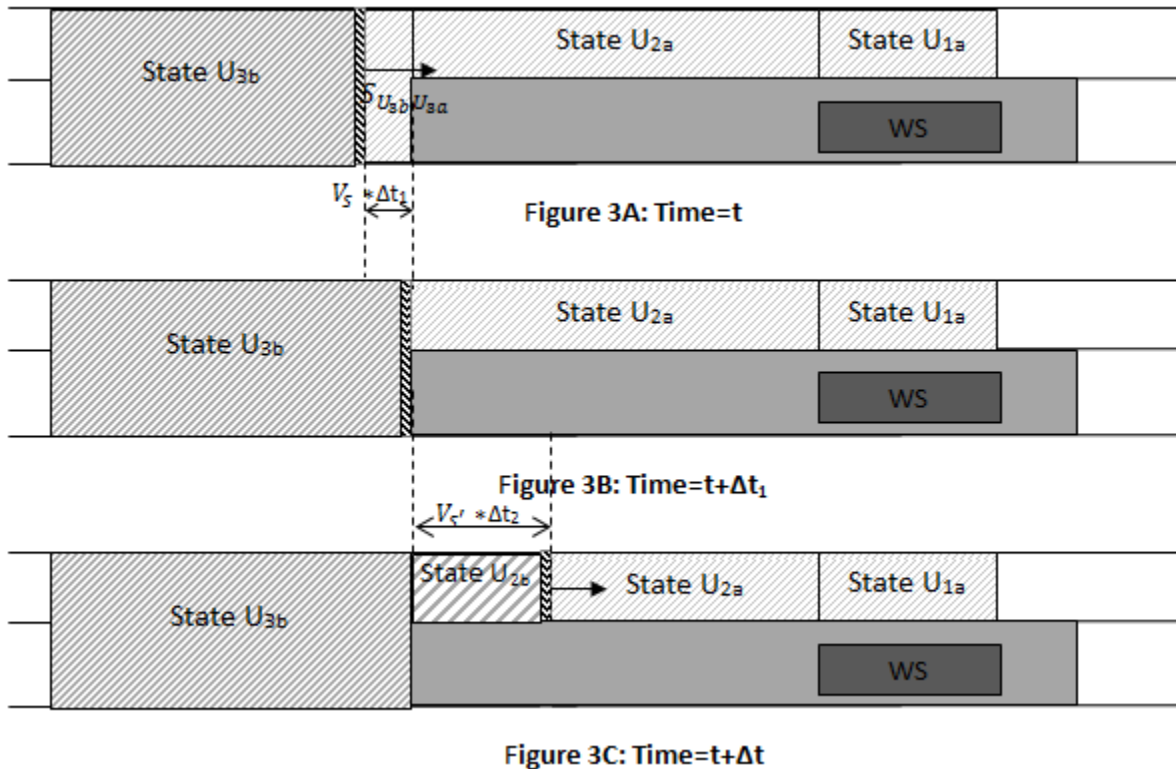 State U3b State U2a State U1a
S U3b U3a
WS
VS *Δt1
Figure 3A: Time=t
State U3b State U2a State U1a
WS
Figure 3B: Time=t+Δt1
VS' *Δt2
State U3b State U2b State U2a State U1a
WS
Figure 3C: Time=t+Δt